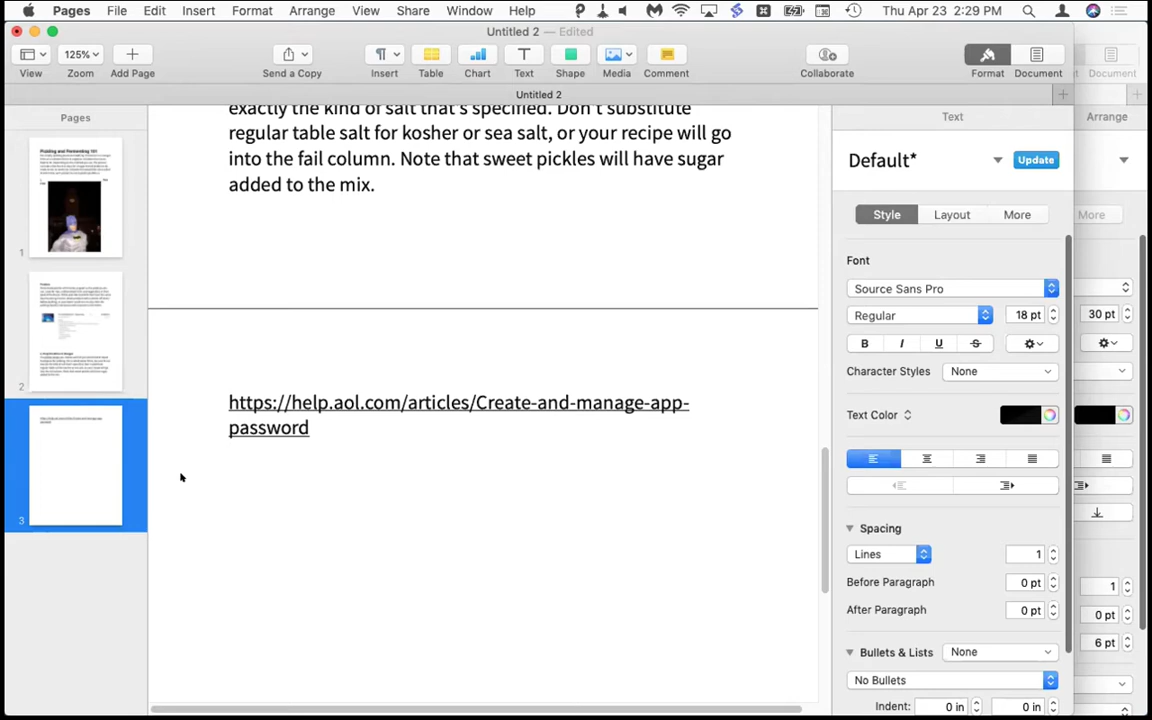 Pages File Edit Insert Format Arrange View Share Window Help Thu Apr 23 2:29 PM
Untitled 2 — Edited
125%
View Zoom Add Page Send a Copy Insert Table Chart Text Shape Media Comment Collaborate Format Document Document
Untitled 2
Pages
Text
Arrange
exactly the kind of salt that's specified. Don't substitute
regular table salt for kosher or sea salt, or your recipe will go
into the fail column. Note that sweet pickles will have sugar
added to the mix.
https://help.aol.com/articles/Create-and-manage-app-
password
Pickling and Fermenting 101
1
2
3
Default*
Update
Style Layout More More
Font
Source Sans Pro
Regular 18 pt 30 pt
B I U S
Character Styles None
Text Color
Spacing
Lines 1 1
Before Paragraph 0 pt 0 pt
After Paragraph 0 pt 6 pt
Bullets & Lists None
No Bullets
Indent: 0 in 0 in